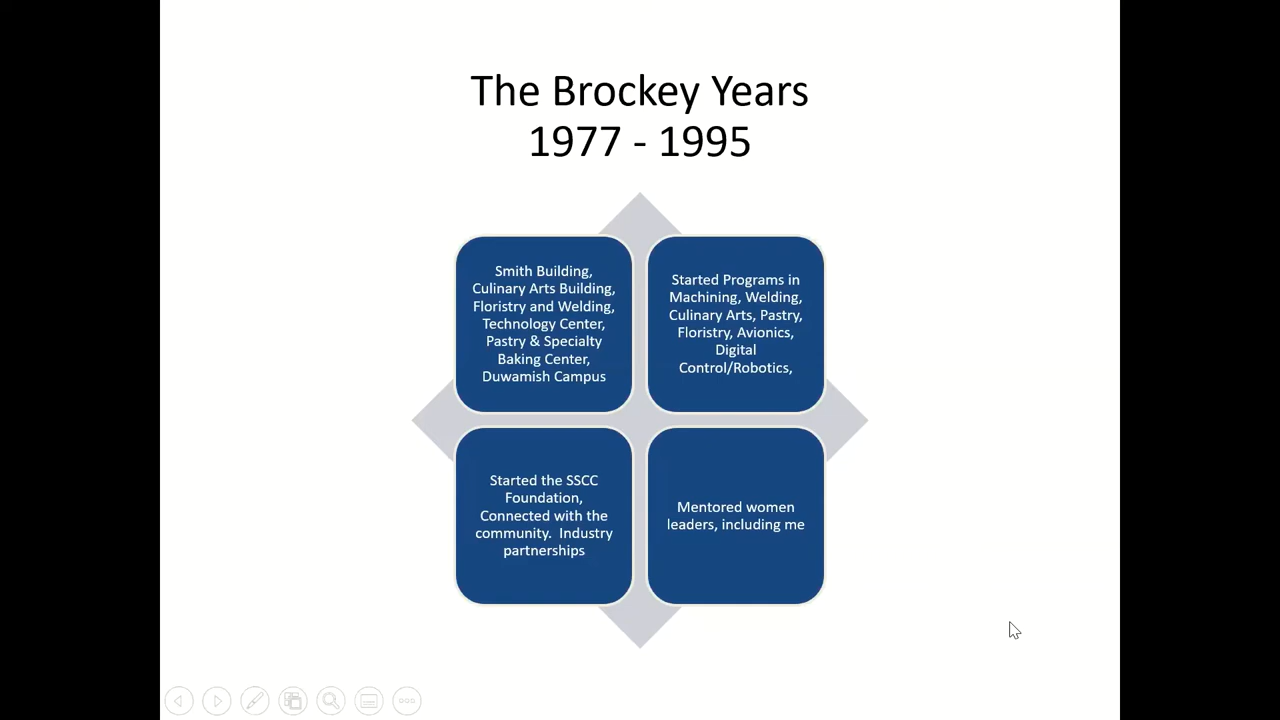 The Brockey Years
1977 - 1995
Smith Building,
Culinary Arts Building,
Floristry and Welding,
Technology Center,
Pastry & Specialty
Baking Center,
Duwamish Campus
Started Programs in
Machining, Welding,
Culinary Arts, Pastry,
Floristry, Avionics,
Digital
Control/Robotics,
Started the SSCC
Foundation,
Connected with the
community.  Industry
partnerships
Mentored women
leaders, including me